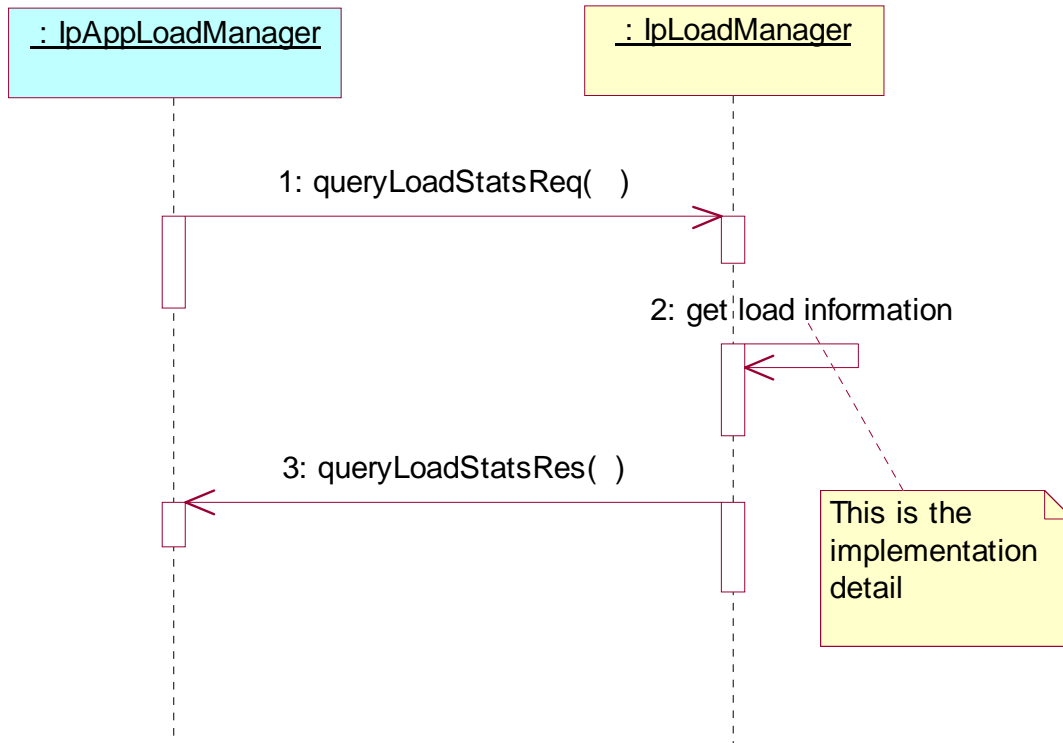 : IpAppLoadManager
: IpLoadManager
1: queryLoadStatsReq( )
2: get load information
3: queryLoadStatsRes( )
This is the
implementation
detail